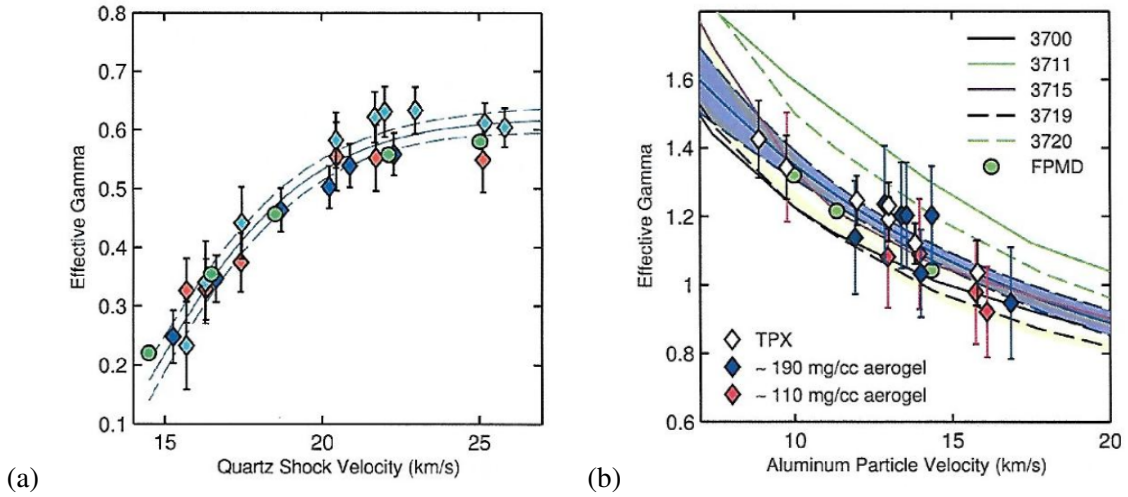 0.8
0.7
0.6
0.5
0.4
0.3
0.2
0.1
Effective Gamma
15
20
25
Quartz Shock Velocity (km/s)
(a)
1.6
1.4
1.2
1
0.8
0.6
Effective Gamma
3700
3711
3715
3719
3720
FPMD
TPX
~ 190 mg/cc aerogel
~ 110 mg/cc aerogel
10
15
20
Aluminum Particle Velocity (km/s)
(b)